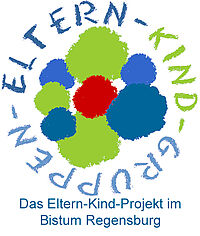 ELTERN-KIND-GRUPPEN-
Das Eltern-Kind-Projekt im
Bistum Regensburg